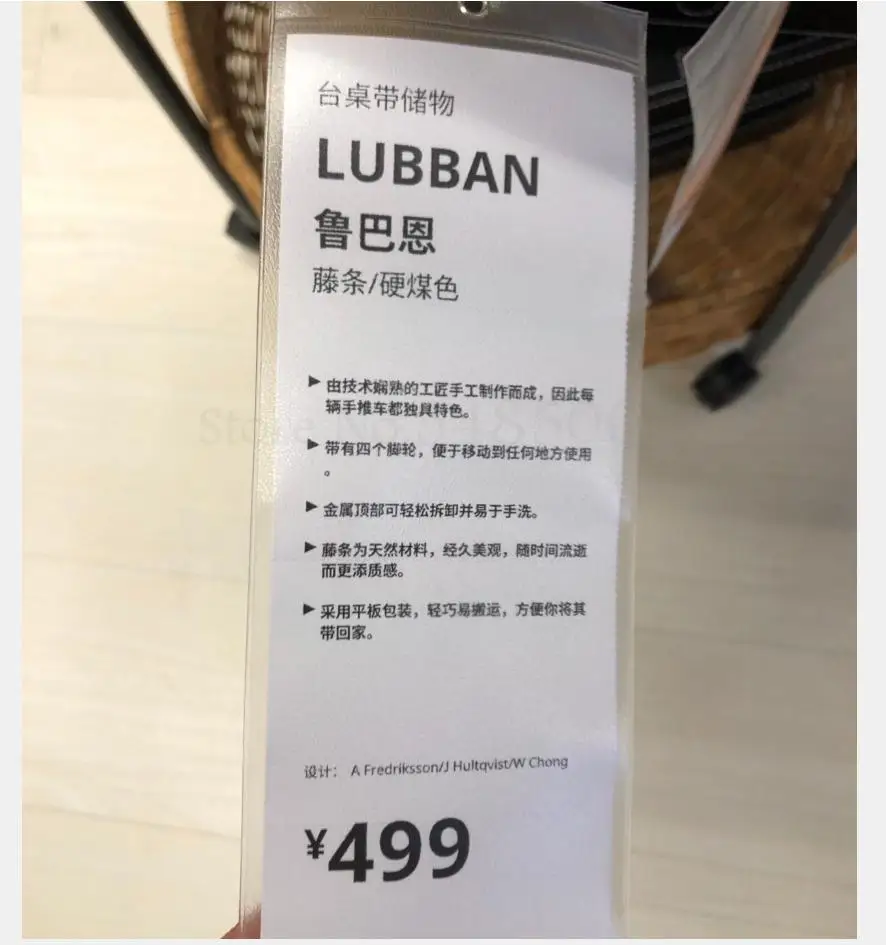 台桌带储物
LUBBAN
鲁巴恩
藤条/硬煤色
▶ 由技术娴熟的工匠手工制作而成，因此每
辆手推车都独具特色。
▶ 带有四个脚轮，便于移动到任何地方使用
。
▶ 金属顶部可轻松拆卸并易于手洗。
▶ 藤条为天然材料，经久美观，随时间流逝
而更添质感。
▶ 采用平板包装，轻巧易搬运，方便你将其
带回家。
设计： A Fredriksson/J Hultqvist/W Chong
¥499